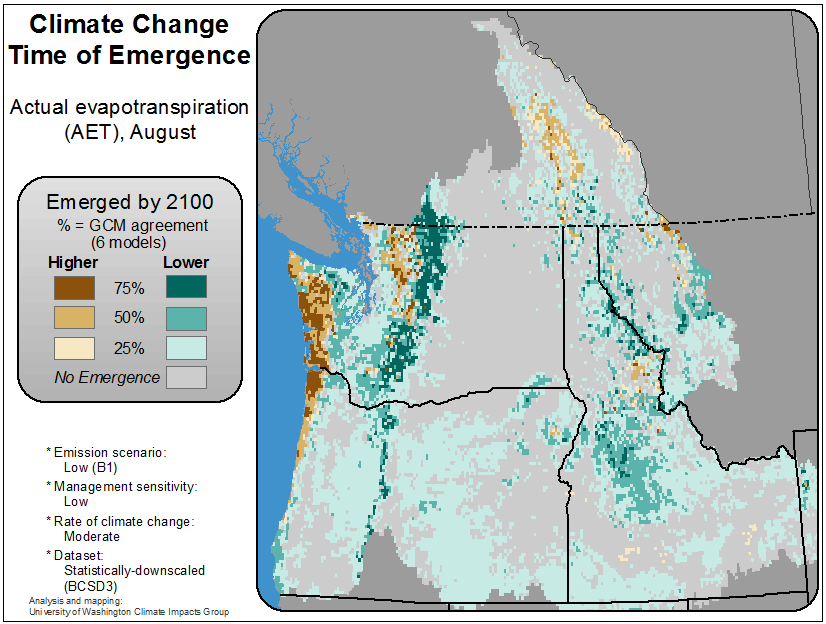 Climate Change
Time of Emergence
Actual evapotranspiration
(AET), August
Emerged by 2100
% = GCM agreement
(6 models)
Higher Lower
75%
50%
25%
No Emergence
* Emission scenario:
Low (B1)
* Management sensitivity:
Low
* Rate of climate change:
Moderate
* Dataset:
Statistically-downscaled
(BCSD3)
Analysis and mapping:
University of Washington Climate Impacts Group